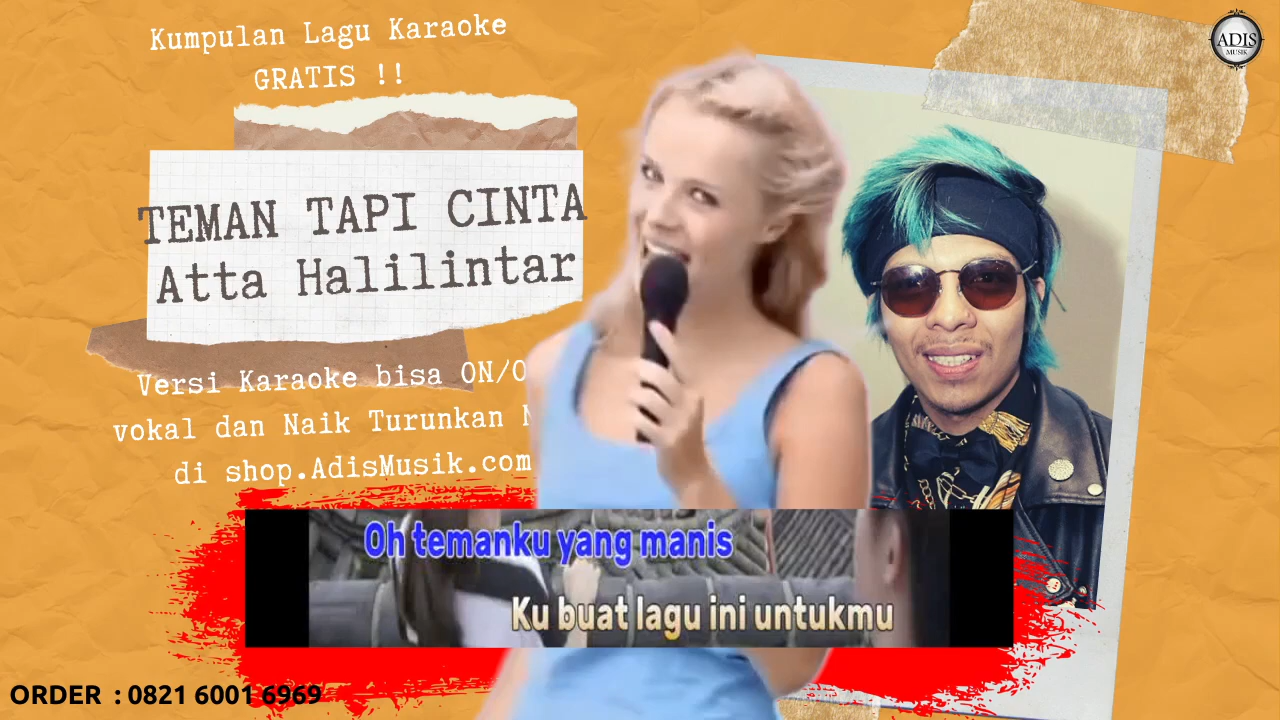 Kumpulan Lagu Karaoke
GRATIS !!
ADIS
MUSIK
TEMAN TAPI CINTA
Atta Halilintar
Versi Karaoke bisa ON/O
vokal dan Naik Turunkan
di shop.AdisMusik.com
Oh temanku yang manis
Ku buat lagu ini untukmu
ORDER : 0821 6001 6969